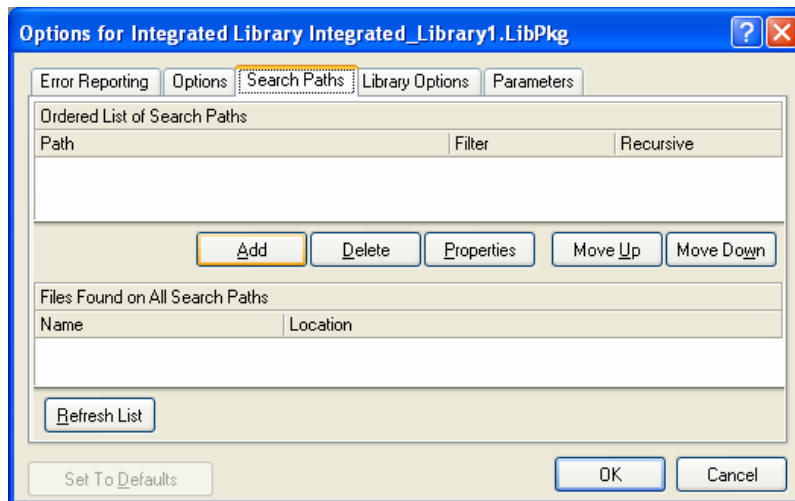 Options for Integrated Library Integrated_Library1.LibPkg
Error Reporting Options Search Paths Library Options Parameters
Ordered List of Search Paths
Path Filter Recursive
Add Delete Properties Move Up Move Down
Files Found on All Search Paths
Name Location
Refresh List
Set To Defaults OK Cancel